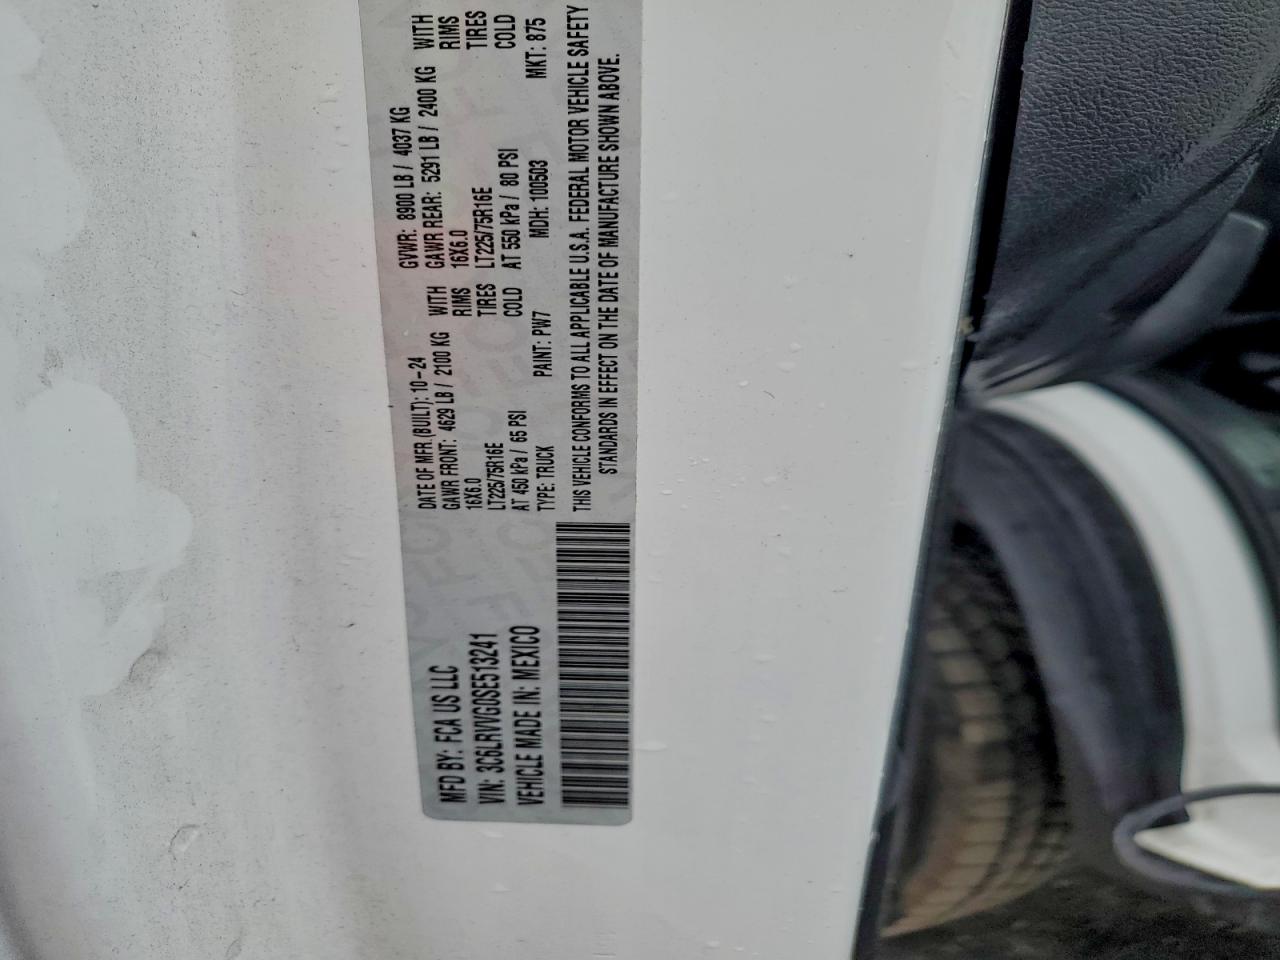 MFD BY: FCA US LLC
VIN: 3C6LRVVG0SE513241
VEHICLE MADE IN: MEXICO
DATE OF MFR.(BUILT): 10-24 GVWR: 8900 LB / 4037 KG
GAWR FRONT: 4629 LB / 2100 KG WITH GAWR REAR: 5291 LB / 2400 KG WITH
16X6.0 RIMS 16X6.0 RIMS
LT225/75R16E TIRES LT225/75R16E TIRES
AT 450 kPa / 65 PSI COLD AT 550 kPa / 80 PSI COLD
TYPE: TRUCK PAINT: PW7 MDH: 100503 MKT: 875
THIS VEHICLE CONFORMS TO ALL APPLICABLE U.S.A. FEDERAL MOTOR VEHICLE SAFETY
STANDARDS IN EFFECT ON THE DATE OF MANUFACTURE SHOWN ABOVE.